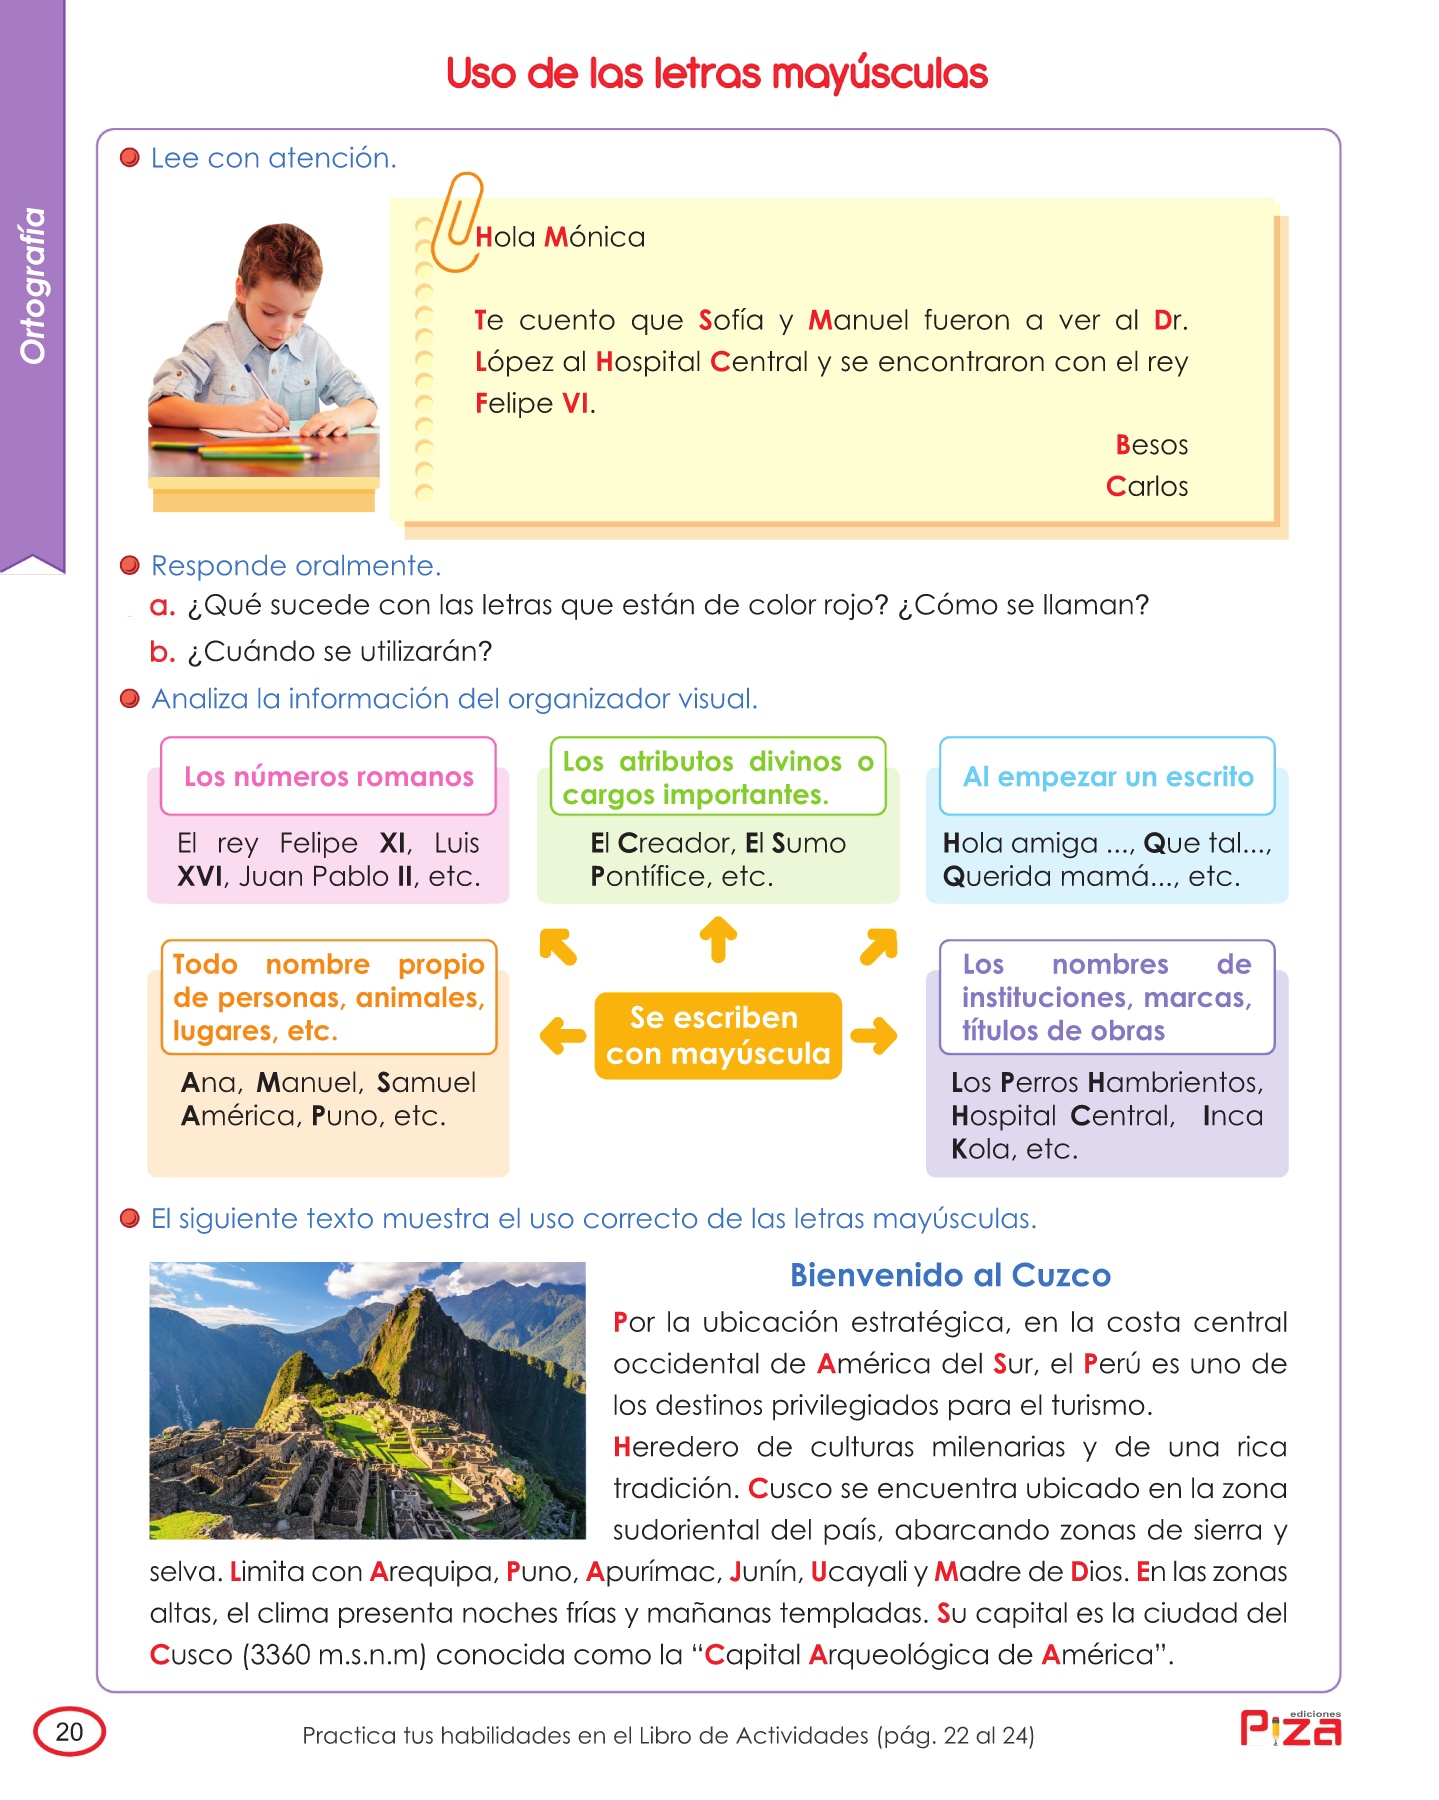 Uso de las letras mayúsculas
Ortografía
Lee con atención.
Hola Mónica
Te cuento que Sofía y Manuel fueron a ver al Dr.
López al Hospital Central y se encontraron con el rey
Felipe VI.
Besos
Carlos
Responde oralmente.
a. ¿Qué sucede con las letras que están de color rojo? ¿Cómo se llaman?
b. ¿Cuándo se utilizarán?
Analiza la información del organizador visual.
Los números romanos
El rey Felipe XI, Luis
XVI, Juan Pablo II, etc.
Los atributos divinos o
cargos importantes.
El Creador, El Sumo
Pontífice, etc.
Al empezar un escrito
Hola amiga ..., Que tal...,
Querida mamá..., etc.
Todo nombre propio
de personas, animales,
lugares, etc.
Ana, Manuel, Samuel
América, Puno, etc.
Se escriben
con mayúscula
Los nombres de
instituciones, marcas,
títulos de obras
Los Perros Hambrientos,
Hospital Central, Inca
Kola, etc.
El siguiente texto muestra el uso correcto de las letras mayúsculas.
Bienvenido al Cuzco
Por la ubicación estratégica, en la costa central
occidental de América del Sur, el Perú es uno de
los destinos privilegiados para el turismo.
Heredero de culturas milenarias y de una rica
tradición. Cusco se encuentra ubicado en la zona
sudoriental del país, abarcando zonas de sierra y
selva. Limita con Arequipa, Puno, Apurímac, Junín, Ucayali y Madre de Dios. En las zonas
altas, el clima presenta noches frías y mañanas templadas. Su capital es la ciudad del
Cusco (3360 m.s.n.m) conocida como la “Capital Arqueológica de América”.
20
Practica tus habilidades en el Libro de Actividades (pág. 22 al 24)
ediciones
Piza